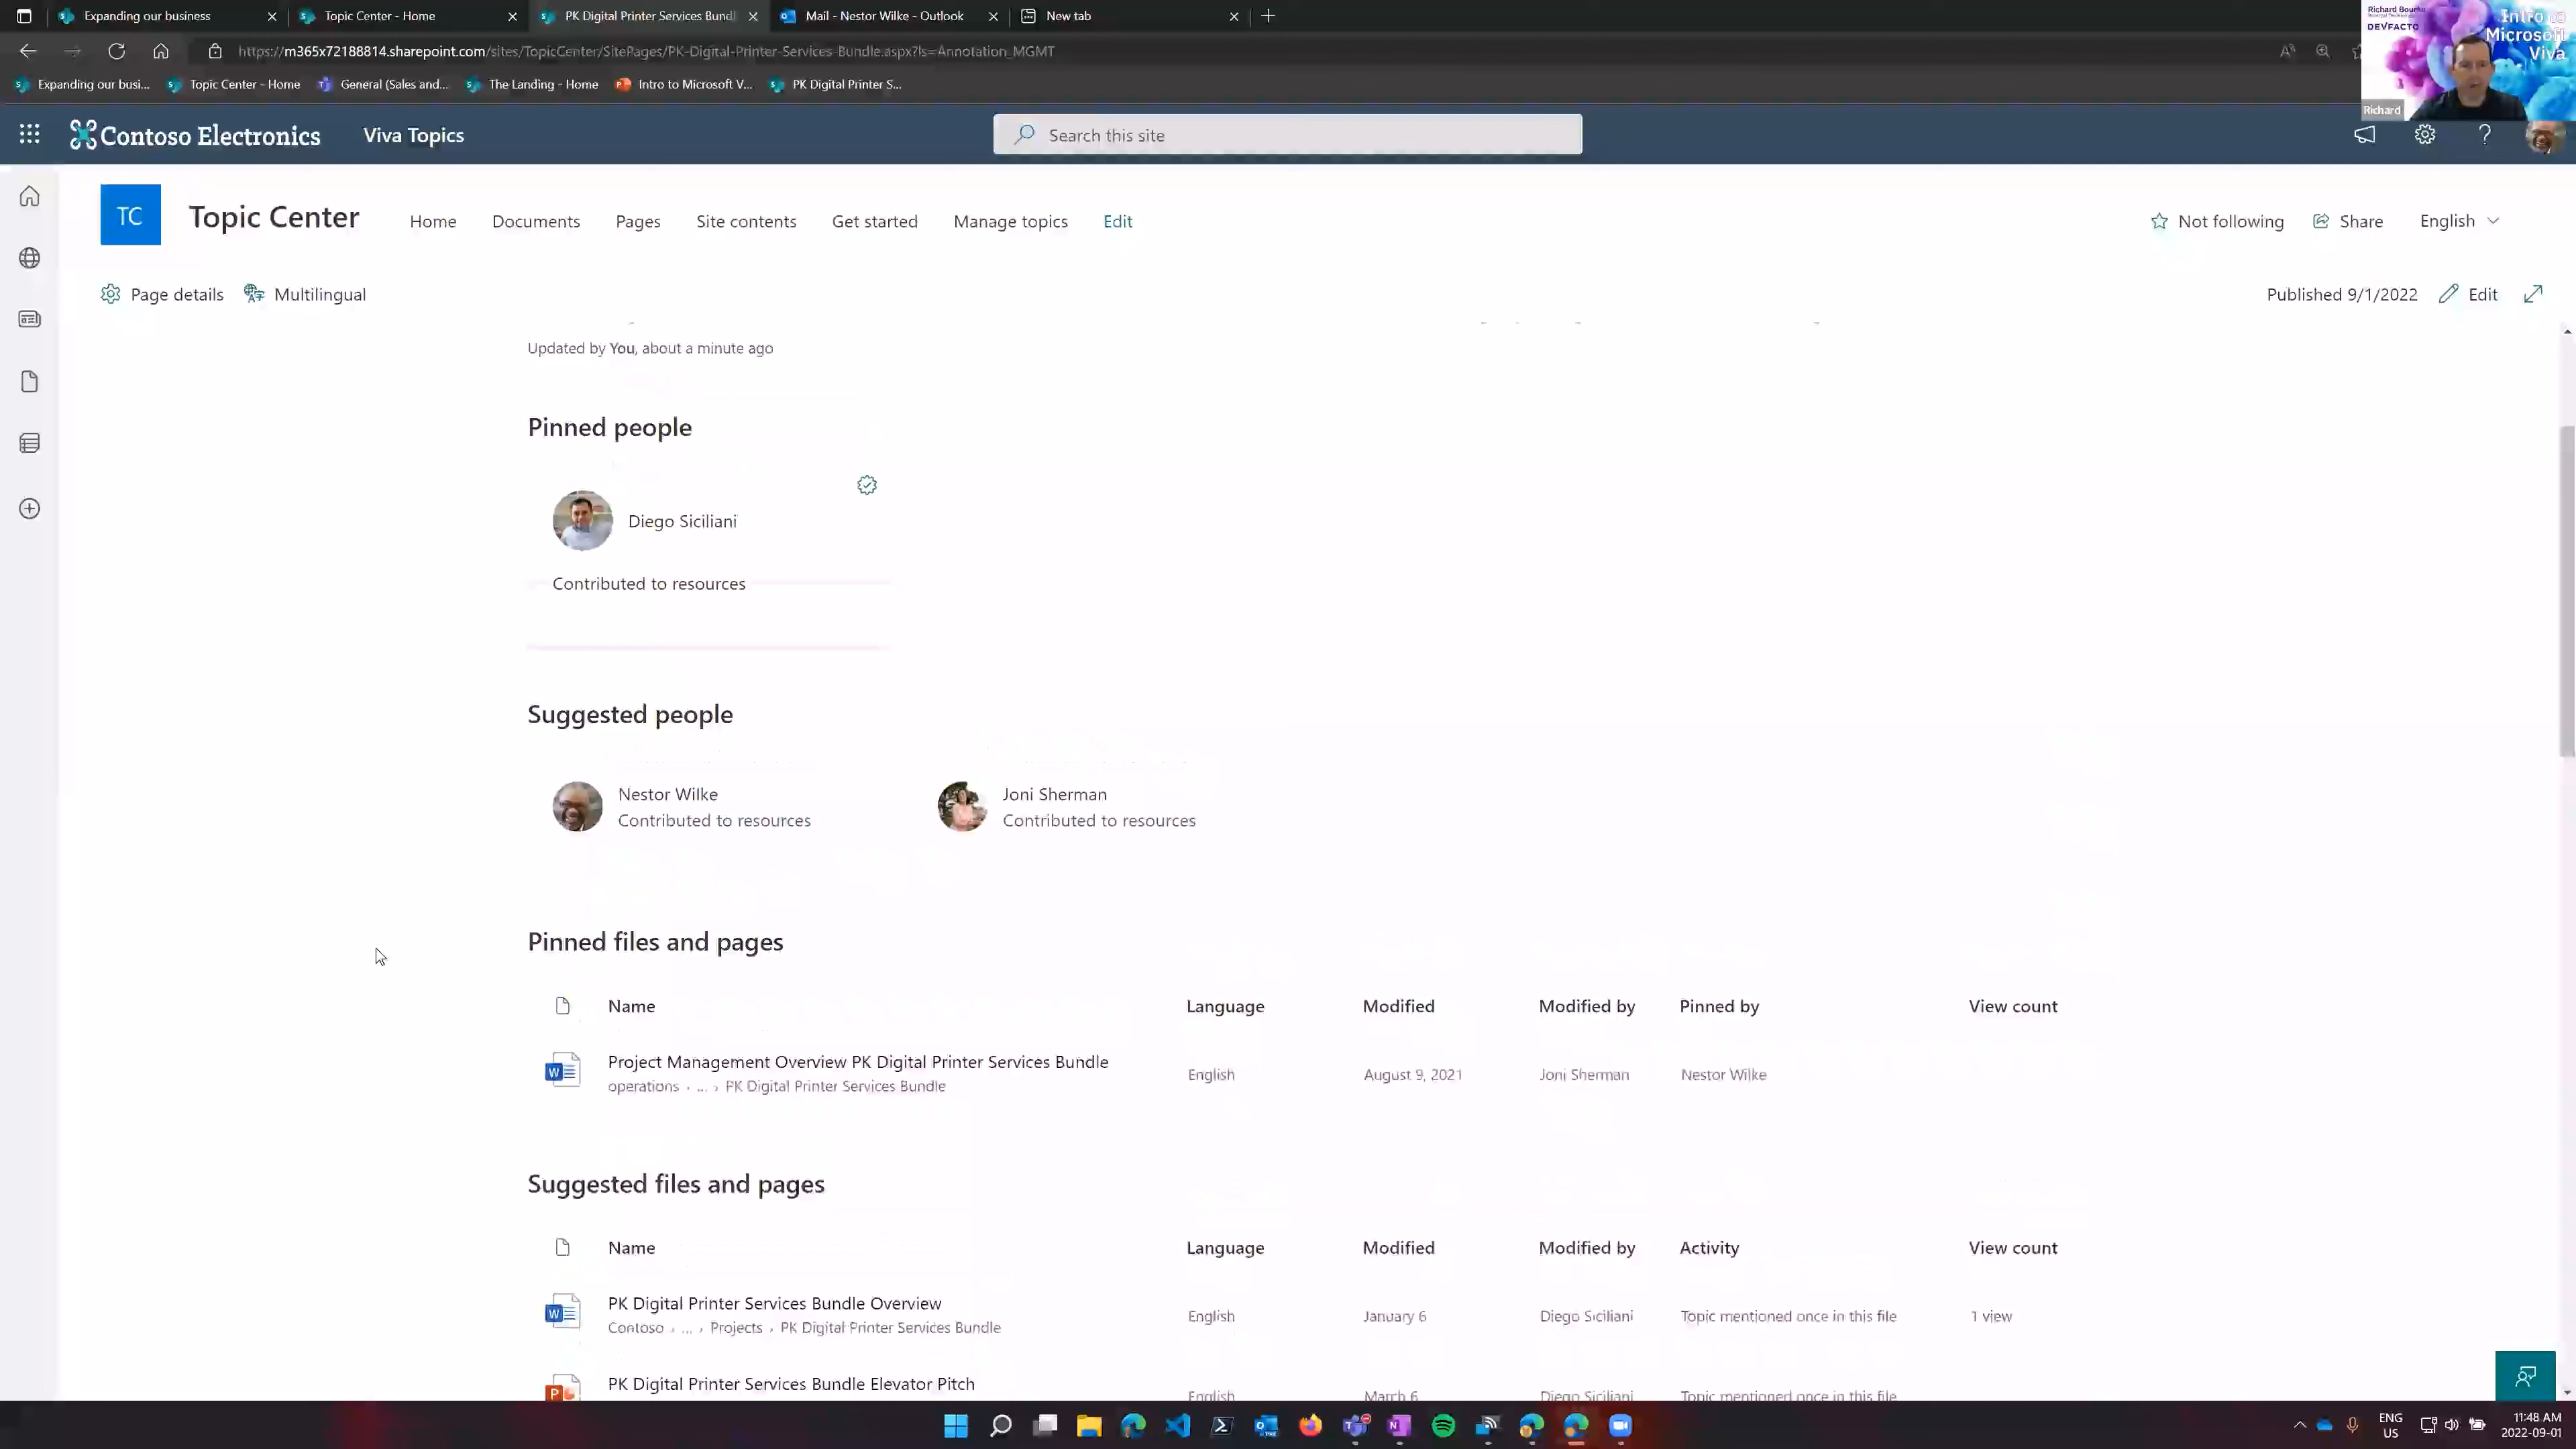 Expanding our business
Topic Center - Home
PK Digital Printer Services Bundl
Mail - Nestor Wilke - Outlook
New tab
https://m365x72188814.sharepoint.com/sites/TopicCenter/SitePages/PK-Digital-Printer-Services-Bundle.aspx?ls=Annotation_MGMT
Expanding our busi...
Topic Center - Home
General (Sales and...
The Landing - Home
Intro to Microsoft V...
PK Digital Printer S...
Richard Bourke
DEVFACTO
Intro to
Microsoft
Viva
Richard
Contoso Electronics
Viva Topics
Search this site
TC
Topic Center
Home
Documents
Pages
Site contents
Get started
Manage topics
Edit
Not following
Share
English
Page details
Multilingual
Published 9/1/2022
Edit
Updated by You, about a minute ago
Pinned people
Diego Siciliani
Contributed to resources
Suggested people
Nestor Wilke
Contributed to resources
Joni Sherman
Contributed to resources
Pinned files and pages
Name Language Modified Modified by Pinned by View count
Project Management Overview PK Digital Printer Services Bundle
operations › ... › PK Digital Printer Services Bundle
English August 9, 2021 Joni Sherman Nestor Wilke
Suggested files and pages
Name Language Modified Modified by Activity View count
PK Digital Printer Services Bundle Overview
Contoso › ... › Projects › PK Digital Printer Services Bundle
English January 6 Diego Siciliani Topic mentioned once in this file 1 view
PK Digital Printer Services Bundle Elevator Pitch
English March 6 Diego Siciliani Topic mentioned once in this file
ENG
US
11:48 AM
2022-09-01